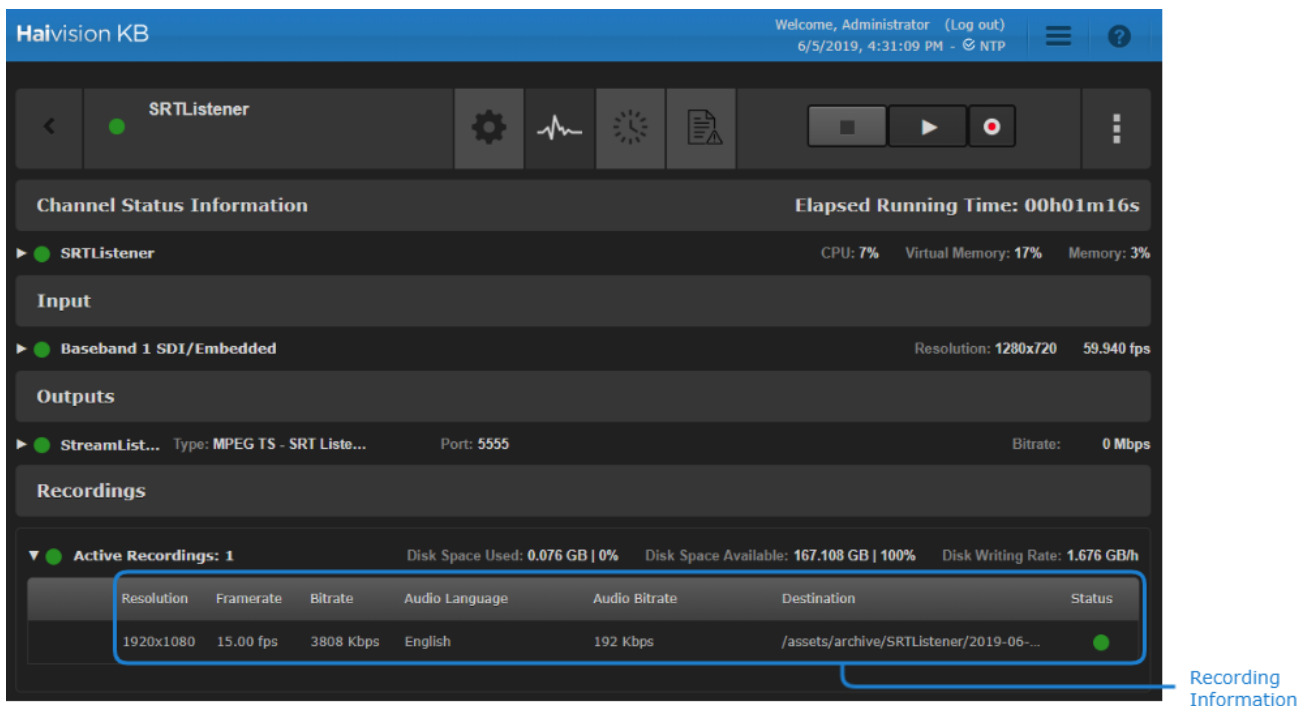 Haivision KB
Welcome, Administrator (Log out)
6/5/2019, 4:31:09 PM - NTP
SRTListener
Channel Status Information Elapsed Running Time: 00h01m16s
SRTListener CPU: 7% Virtual Memory: 17% Memory: 3%
Input
Baseband 1 SDI/Embedded Resolution: 1280x720 59.940 fps
Outputs
StreamList... Type: MPEG TS - SRT Liste... Port: 5555 Bitrate: 0 Mbps
Recordings
Active Recordings: 1 Disk Space Used: 0.076 GB | 0% Disk Space Available: 167.108 GB | 100% Disk Writing Rate: 1.676 GB/h
Resolution Framerate Bitrate Audio Language Audio Bitrate Destination Status
1920x1080 15.00 fps 3808 Kbps English 192 Kbps /assets/archive/SRTListener/2019-06-...
Recording
Information